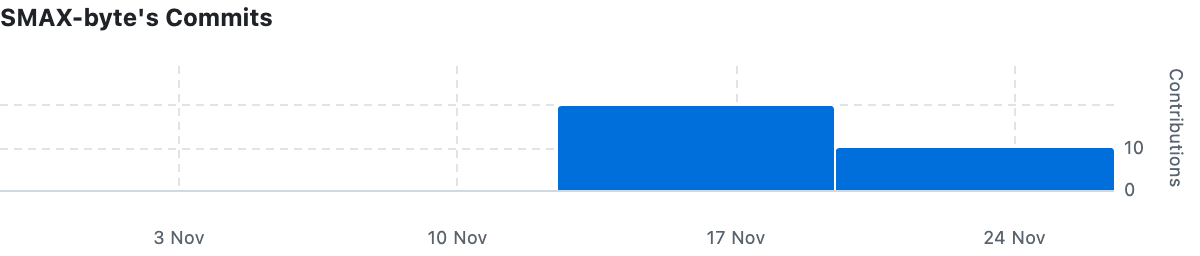 SMAX-byte's Commits
Contributions
10
0
3 Nov
10 Nov
17 Nov
24 Nov